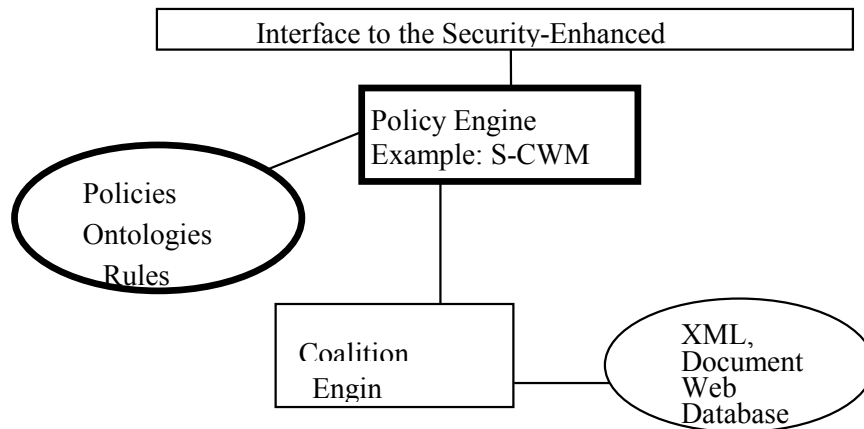 Interface to the Security-Enhanced
Policy Engine
Example: S-CWM
Policies
Ontologies
Rules
Coalition
Engin
XML,
Document
Web
Database